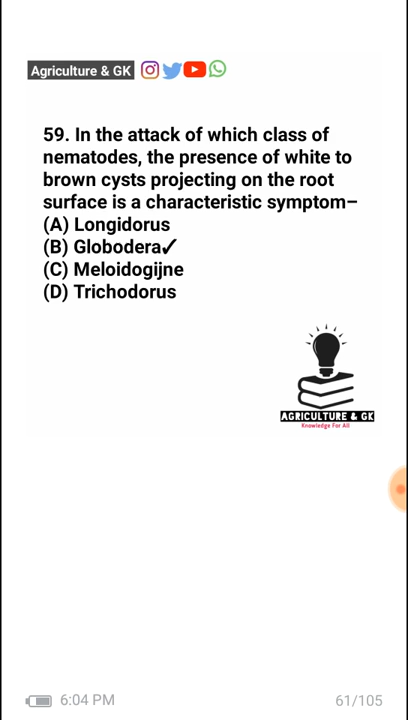 Agriculture & GK
59. In the attack of which class of
nematodes, the presence of white to
brown cysts projecting on the root
surface is a characteristic symptom–
(A) Longidorus
(B) Globodera✓
(C) Meloidogijne
(D) Trichodorus
AGRICULTURE & GK
Knowledge For All
6:04 PM
61/105